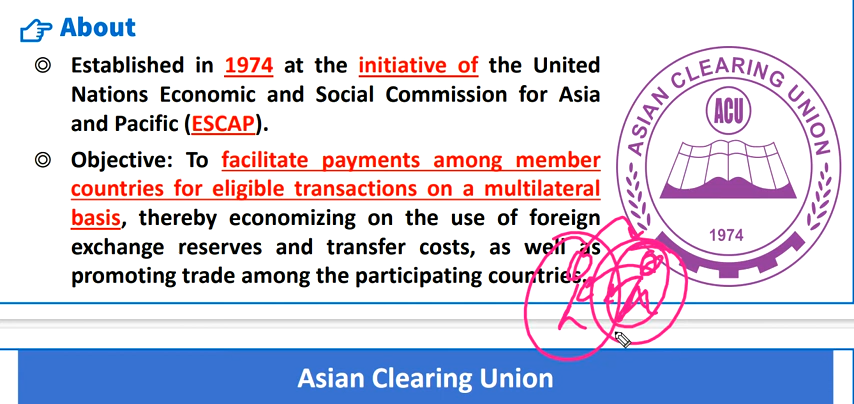 About
Established in 1974 at the initiative of the United
Nations Economic and Social Commission for Asia
and Pacific (ESCAP).
Objective: To facilitate payments among member
countries for eligible transactions on a multilateral
basis, thereby economizing on the use of foreign
exchange reserves and transfer costs, as well as
promoting trade among the participating countries.
ASIAN CLEARING UNION
ACU
1974
Asian Clearing Union